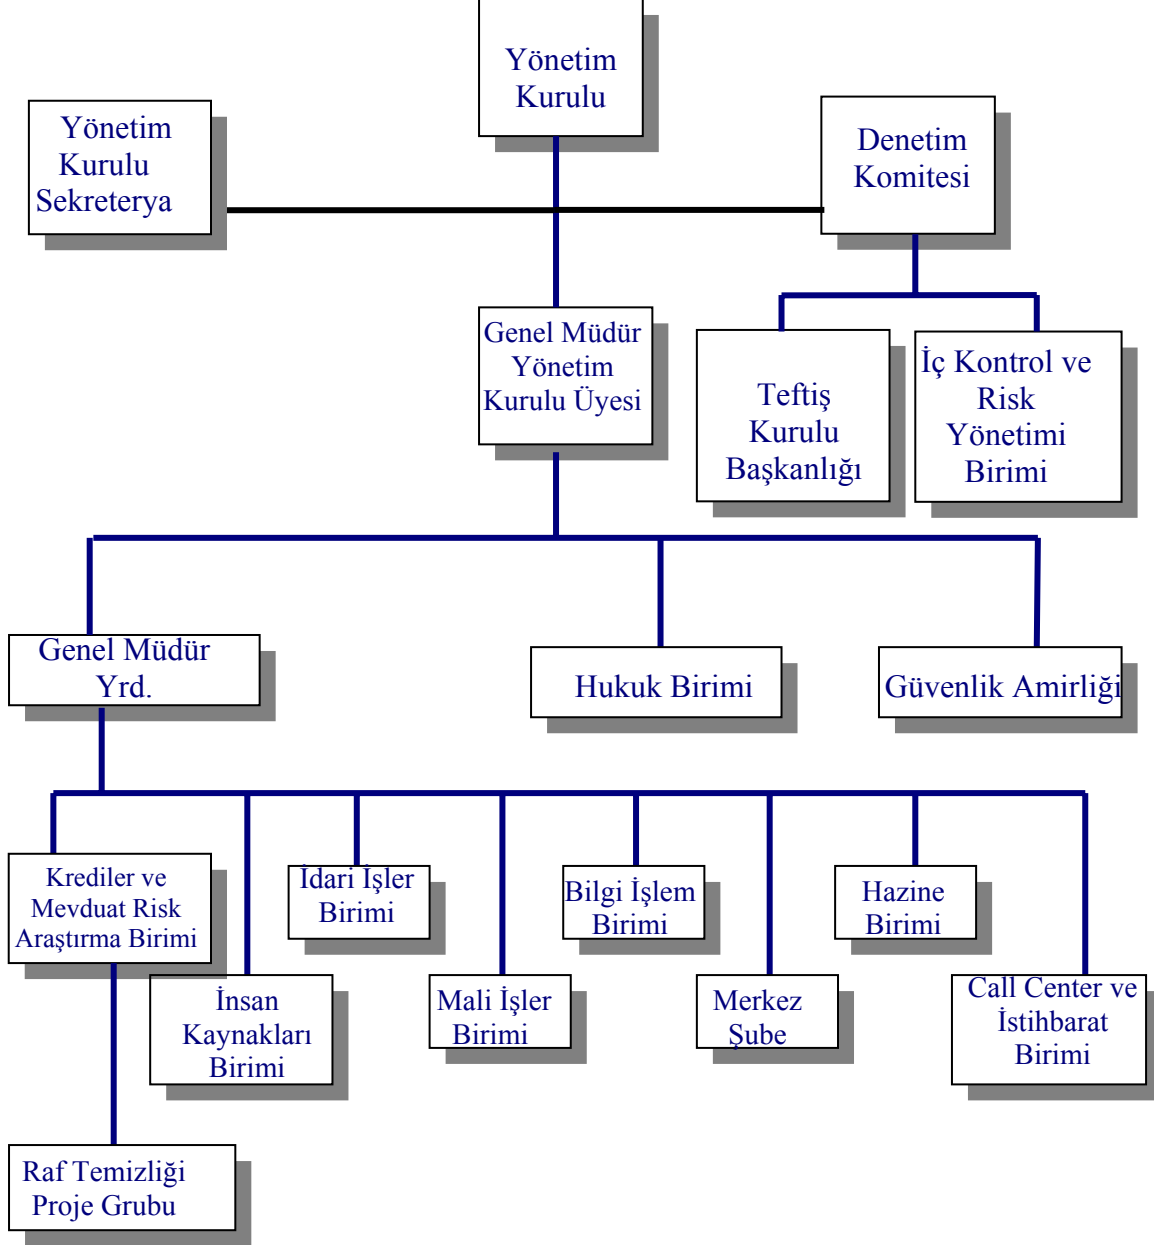 Yönetim
Kurulu
Yönetim
Kurulu
Sekreterya
Denetim
Komitesi
Genel Müdür
Yönetim
Kurulu Üyesi
Teftiş
Kurulu
Başkanlığı
İç Kontrol ve
Risk
Yönetimi
Birimi
Genel Müdür
Yrd.
Hukuk Birimi
Güvenlik Amirliği
Krediler ve
Mevduat Risk
Araştırma Birimi
İdari İşler
Birimi
Bilgi İşlem
Birimi
Hazine
Birimi
İnsan
Kaynakları
Birimi
Mali İşler
Birimi
Merkez
Şube
Call Center ve
İstihbarat
Birimi
Raf Temizliği
Proje Grubu